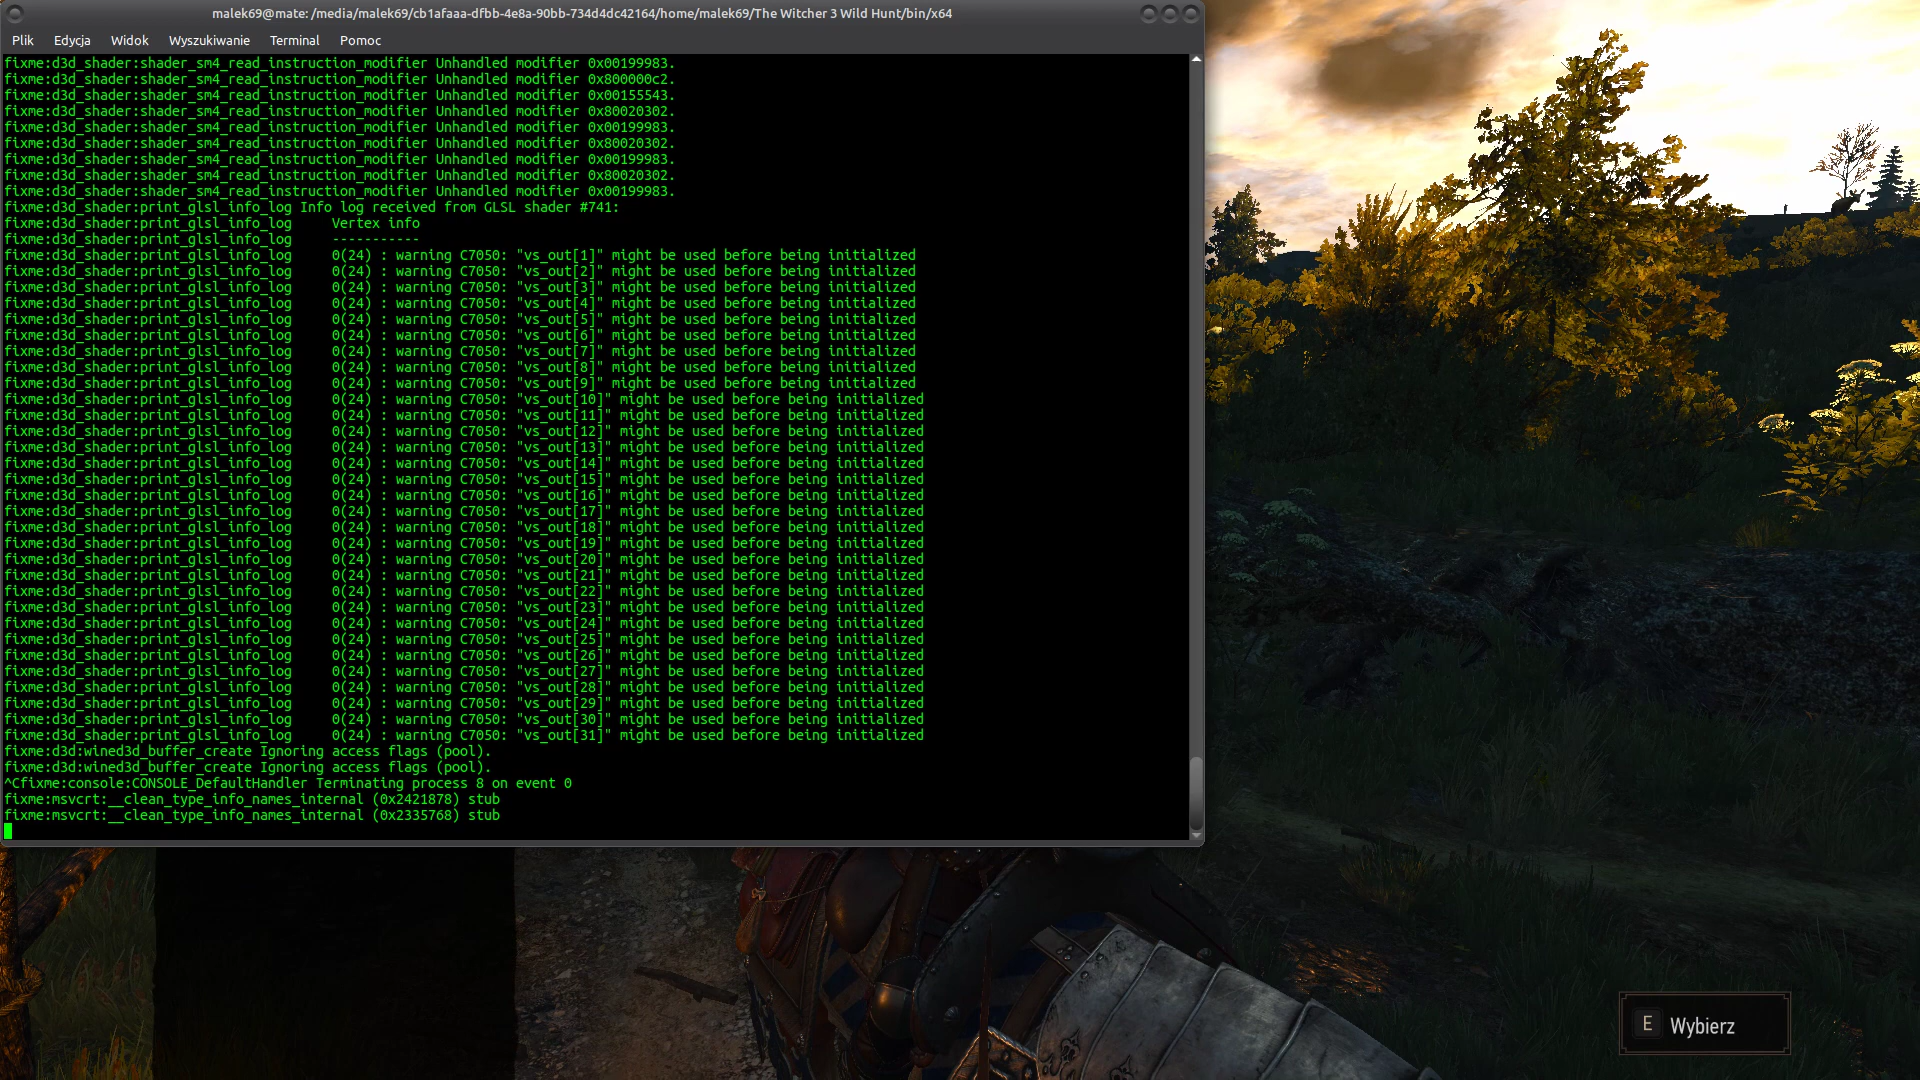 malek69@mate: /media/malek69/cb1afaaa-dfbb-4e8a-90bb-734d4dc42164/home/malek69/The Witcher 3 Wild Hunt/bin/x64
Plik Edycja Widok Wyszukiwanie Terminal Pomoc
fixme:d3d_shader:shader_sm4_read_instruction_modifier Unhandled modifier 0x00199983.
fixme:d3d_shader:shader_sm4_read_instruction_modifier Unhandled modifier 0x800000c2.
fixme:d3d_shader:shader_sm4_read_instruction_modifier Unhandled modifier 0x00155543.
fixme:d3d_shader:shader_sm4_read_instruction_modifier Unhandled modifier 0x80020302.
fixme:d3d_shader:shader_sm4_read_instruction_modifier Unhandled modifier 0x00199983.
fixme:d3d_shader:shader_sm4_read_instruction_modifier Unhandled modifier 0x80020302.
fixme:d3d_shader:shader_sm4_read_instruction_modifier Unhandled modifier 0x00199983.
fixme:d3d_shader:shader_sm4_read_instruction_modifier Unhandled modifier 0x80020302.
fixme:d3d_shader:shader_sm4_read_instruction_modifier Unhandled modifier 0x00199983.
fixme:d3d_shader:print_glsl_info_log Info log received from GLSL shader #741:
fixme:d3d_shader:print_glsl_info_log     Vertex info
fixme:d3d_shader:print_glsl_info_log     -----------
fixme:d3d_shader:print_glsl_info_log     0(24) : warning C7050: "vs_out[1]" might be used before being initialized
fixme:d3d_shader:print_glsl_info_log     0(24) : warning C7050: "vs_out[2]" might be used before being initialized
fixme:d3d_shader:print_glsl_info_log     0(24) : warning C7050: "vs_out[3]" might be used before being initialized
fixme:d3d_shader:print_glsl_info_log     0(24) : warning C7050: "vs_out[4]" might be used before being initialized
fixme:d3d_shader:print_glsl_info_log     0(24) : warning C7050: "vs_out[5]" might be used before being initialized
fixme:d3d_shader:print_glsl_info_log     0(24) : warning C7050: "vs_out[6]" might be used before being initialized
fixme:d3d_shader:print_glsl_info_log     0(24) : warning C7050: "vs_out[7]" might be used before being initialized
fixme:d3d_shader:print_glsl_info_log     0(24) : warning C7050: "vs_out[8]" might be used before being initialized
fixme:d3d_shader:print_glsl_info_log     0(24) : warning C7050: "vs_out[9]" might be used before being initialized
fixme:d3d_shader:print_glsl_info_log     0(24) : warning C7050: "vs_out[10]" might be used before being initialized
fixme:d3d_shader:print_glsl_info_log     0(24) : warning C7050: "vs_out[11]" might be used before being initialized
fixme:d3d_shader:print_glsl_info_log     0(24) : warning C7050: "vs_out[12]" might be used before being initialized
fixme:d3d_shader:print_glsl_info_log     0(24) : warning C7050: "vs_out[13]" might be used before being initialized
fixme:d3d_shader:print_glsl_info_log     0(24) : warning C7050: "vs_out[14]" might be used before being initialized
fixme:d3d_shader:print_glsl_info_log     0(24) : warning C7050: "vs_out[15]" might be used before being initialized
fixme:d3d_shader:print_glsl_info_log     0(24) : warning C7050: "vs_out[16]" might be used before being initialized
fixme:d3d_shader:print_glsl_info_log     0(24) : warning C7050: "vs_out[17]" might be used before being initialized
fixme:d3d_shader:print_glsl_info_log     0(24) : warning C7050: "vs_out[18]" might be used before being initialized
fixme:d3d_shader:print_glsl_info_log     0(24) : warning C7050: "vs_out[19]" might be used before being initialized
fixme:d3d_shader:print_glsl_info_log     0(24) : warning C7050: "vs_out[20]" might be used before being initialized
fixme:d3d_shader:print_glsl_info_log     0(24) : warning C7050: "vs_out[21]" might be used before being initialized
fixme:d3d_shader:print_glsl_info_log     0(24) : warning C7050: "vs_out[22]" might be used before being initialized
fixme:d3d_shader:print_glsl_info_log     0(24) : warning C7050: "vs_out[23]" might be used before being initialized
fixme:d3d_shader:print_glsl_info_log     0(24) : warning C7050: "vs_out[24]" might be used before being initialized
fixme:d3d_shader:print_glsl_info_log     0(24) : warning C7050: "vs_out[25]" might be used before being initialized
fixme:d3d_shader:print_glsl_info_log     0(24) : warning C7050: "vs_out[26]" might be used before being initialized
fixme:d3d_shader:print_glsl_info_log     0(24) : warning C7050: "vs_out[27]" might be used before being initialized
fixme:d3d_shader:print_glsl_info_log     0(24) : warning C7050: "vs_out[28]" might be used before being initialized
fixme:d3d_shader:print_glsl_info_log     0(24) : warning C7050: "vs_out[29]" might be used before being initialized
fixme:d3d_shader:print_glsl_info_log     0(24) : warning C7050: "vs_out[30]" might be used before being initialized
fixme:d3d_shader:print_glsl_info_log     0(24) : warning C7050: "vs_out[31]" might be used before being initialized
fixme:d3d:wined3d_buffer_create Ignoring access flags (pool).
fixme:d3d:wined3d_buffer_create Ignoring access flags (pool).
^Cfixme:console:CONSOLE_DefaultHandler Terminating process 8 on event 0
fixme:msvcrt:__clean_type_info_names_internal (0x2421878) stub
fixme:msvcrt:__clean_type_info_names_internal (0x2335768) stub
E Wybierz